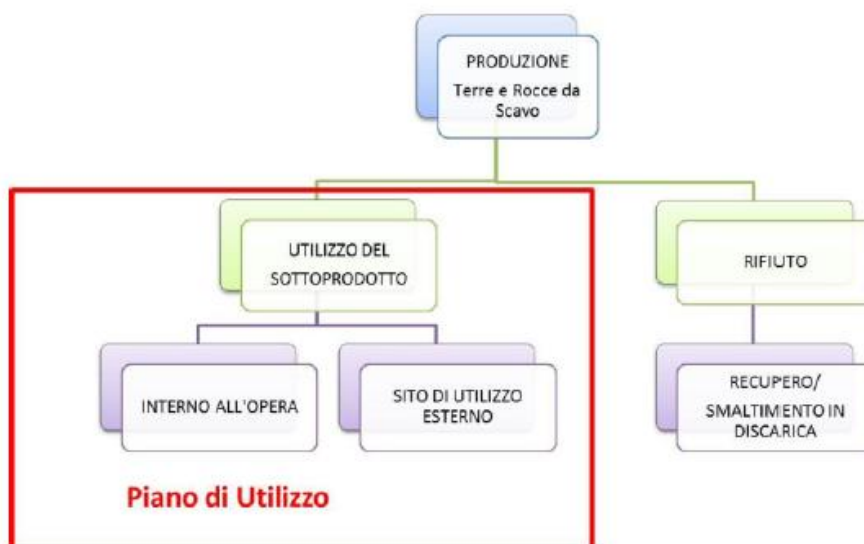 PRODUZIONE
Terre e Rocce da
Scavo
UTILIZZO DEL
SOTTOPRODOTTO
RIFIUTO
INTERNO ALL'OPERA
SITO DI UTILIZZO
ESTERNO
RECUPERO/
SMALTIMENTO IN
DISCARICA
Piano di Utilizzo